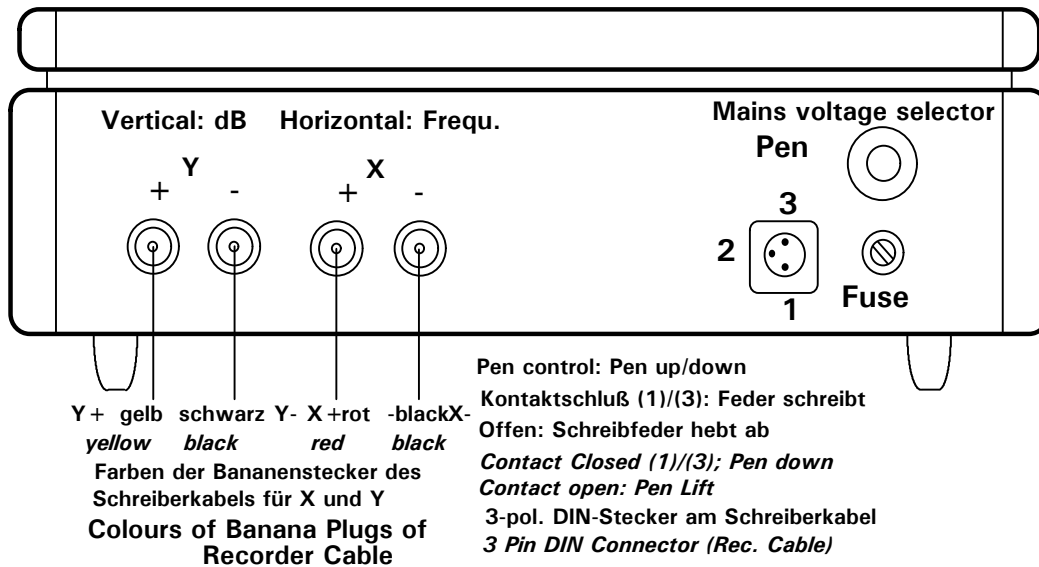 Vertical: dB Horizontal: Frequ.
Y X
+ - + -
Mains voltage selector
Pen
3
2
1
Fuse
Y+ gelb schwarz Y- X+rot -blackX-
yellow black red black
Farben der Bananenstecker des
Schreiberkabels für X und Y
Colours of Banana Plugs of
Recorder Cable
Pen control: Pen up/down
Kontaktschluß (1)/(3): Feder schreibt
Offen: Schreibfeder hebt ab
Contact Closed (1)/(3); Pen down
Contact open: Pen Lift
3-pol. DIN-Stecker am Schreiberkabel
3 Pin DIN Connector (Rec. Cable)